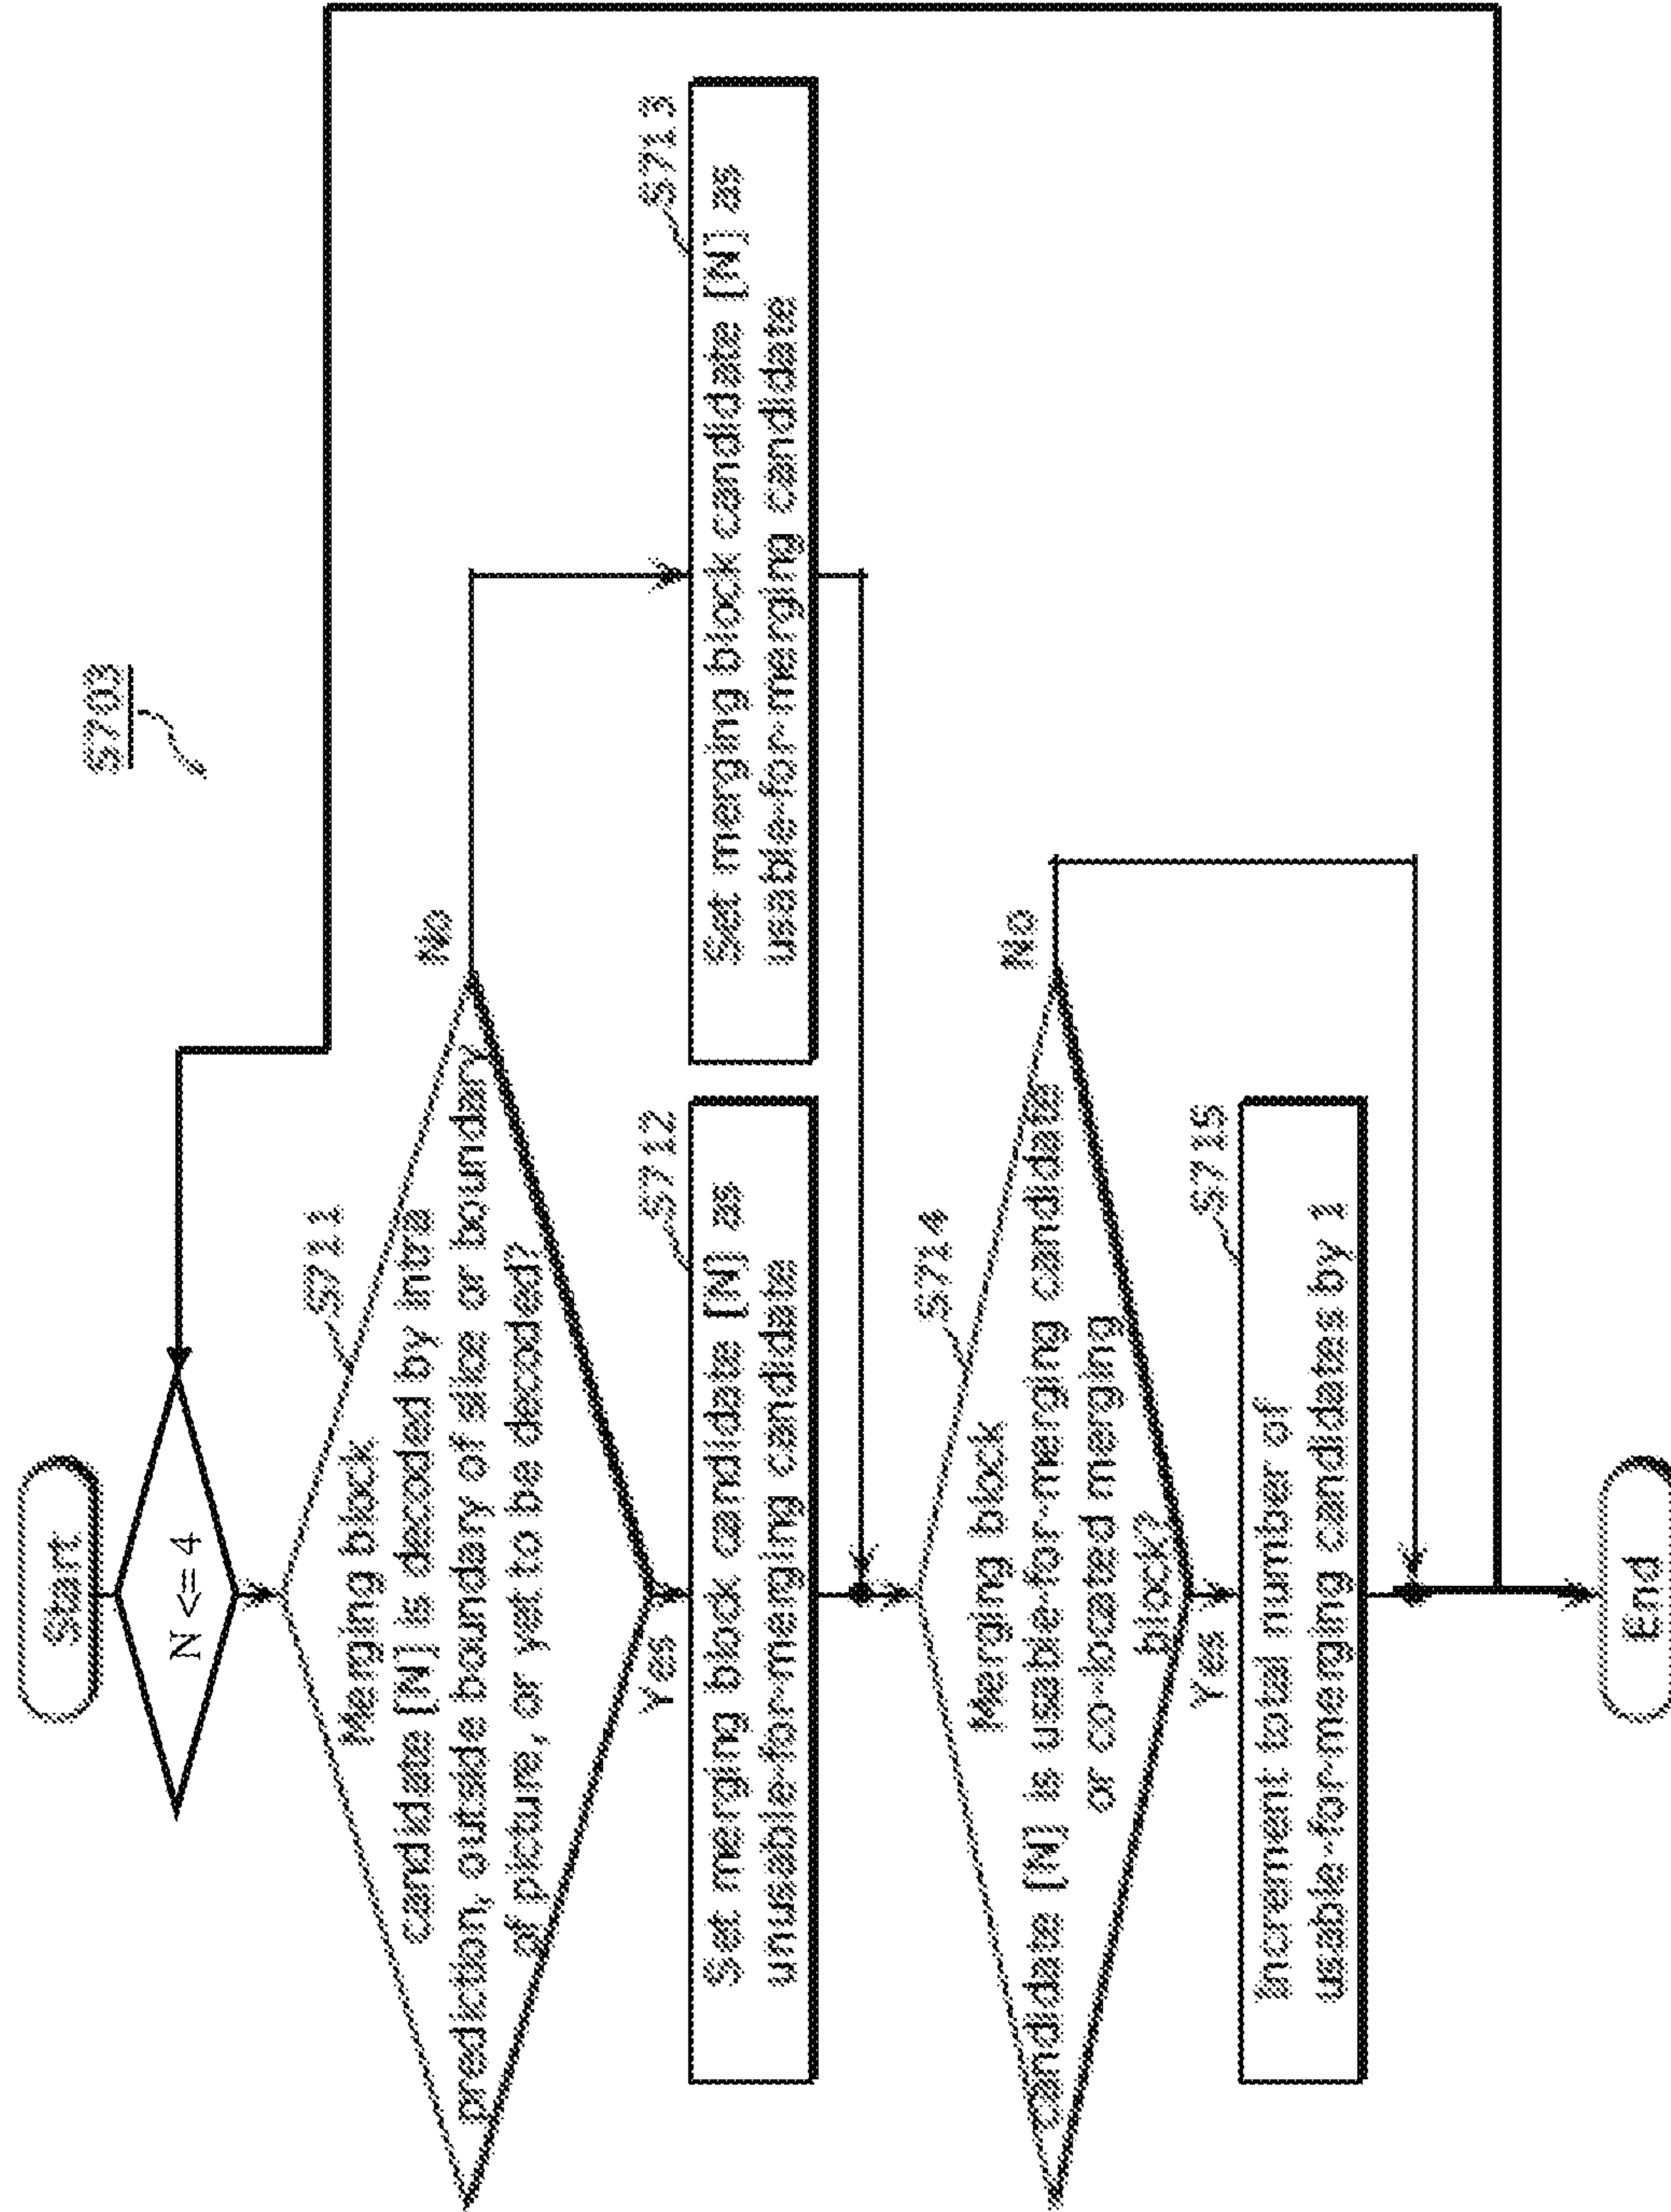 S703
Start
N <= 4
S711
Merging block
candidate [N] is decoded by intra
prediction, outside boundary of slice or boundary
of picture, or yet to be decoded?
No
Yes
S712
Set merging block candidate [N] as
unusable-for-merging candidate
S713
Set merging block candidate [N] as
usable-for-merging candidate
S714
Merging block
candidate [N] is usable-for-merging candidate
or co-located merging
block?
No
Yes
S715
Increment total number of
usable-for-merging candidates by 1
End